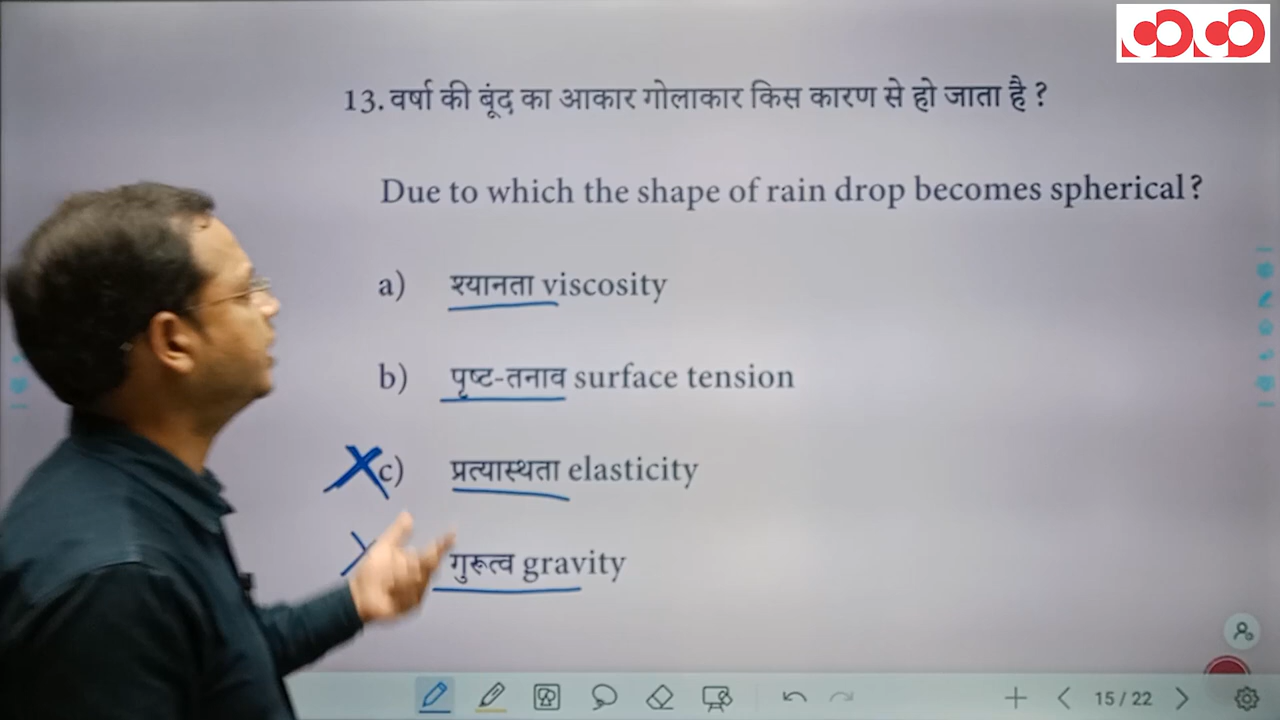 13. वर्षा की बूंद का आकार गोलाकार किस कारण से हो जाता है ?
Due to which the shape of rain drop becomes spherical?
a) श्यानता viscosity
b) पृष्ट-तनाव surface tension
c) प्रत्यास्थता elasticity
गुरूत्व gravity
15 / 22